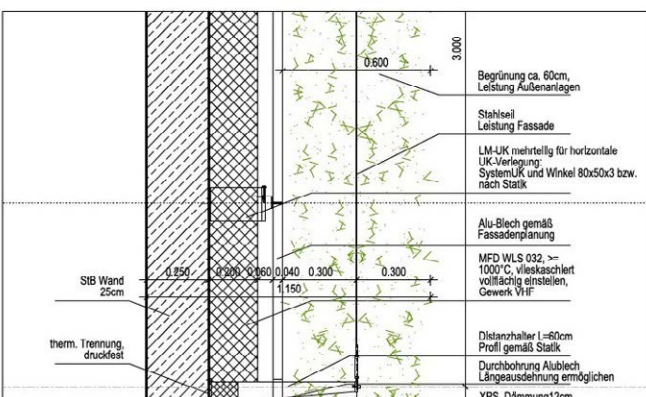 0.600
3.000
Begrünung ca. 60cm,
Leistung Außenanlagen
Stahlseil
Leistung Fassade
LM-UK mehrteilig für horizontale
UK-Verlegung:
SystemUK und Winkel 80x50x3 bzw.
nach Statik
Alu-Blech gemäß
Fassadenplanung
MFD WLS 032, >=
1000°C, vlieskaschiert
vollflächig einstellen,
Gewerk VHF
0.250 0.200 0.060 0.040 0.300 0.300
1.150
StB Wand
25cm
therm. Trennung,
druckfest
Distanzhalter L=60cm
Profil gemäß Statik
Durchbohrung Alublech
Längeausdehnung ermöglichen
XPS-Dämmung12cm